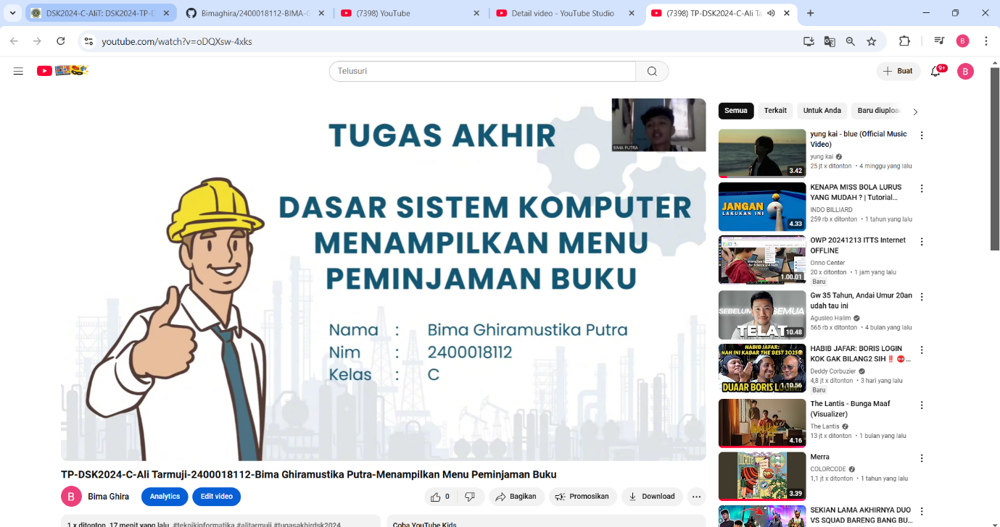 DSK2024-C-AliT: DSK2024-TP-D
Bimaghira/2400018112-BIMA-G
(7398) YouTube
Detail video - YouTube Studio
(7398) TP-DSK2024-C-Ali Ta
youtube.com/watch?v=oDQXsw-4xks
B
Telusuri
Buat
9+
B
TUGAS AKHIR
BIMA PUTRA
DASAR SISTEM KOMPUTER
MENAMPILKAN MENU
PEMINJAMAN BUKU
Nama : Bima Ghiramustika Putra
Nim : 2400018112
Kelas : C
TP-DSK2024-C-Ali Tarmuji-2400018112-Bima Ghiramustika Putra-Menampilkan Menu Peminjaman Buku
B
Bima Ghira
Analytics
Edit video
0
Bagikan
Promosikan
Download
1 x ditonton 17 menit yang lalu #teknikinformatika #alitarmuji #tugasakhirdsk2024
Coba YouTube Kids
Semua
Terkait
Untuk Anda
Baru diupload
3.42
yung kai - blue (Official Music
Video)
yung kai
25 jt x ditonton • 4 minggu yang lalu
JANGAN
LAKUKAN INI
4.33
KENAPA MISS BOLA LURUS
YANG MUDAH ? | Tutorial...
INDO BILLIARD
259 rb x ditonton • 1 tahun yang lalu
1.00.01
OWP 20241213 ITTS Internet
OFFLINE
Onno Center
20 x ditonton • 1 jam yang lalu
Baru
SEBELUM SEMUA
TELAT
10.48
Gw 35 Tahun, Andai Umur 20an
udah tau ini
Agusleo Halim
565 rb x ditonton • 4 bulan yang lalu
HABIB JAFAR:
NAH INI KABAR THE BEST 2025
DUAAR BORIS LOGIN..
1.10.56
HABIB JAFAR: BORIS LOGIN
KOK GAK BILANG2 SIH‼️ ...
Deddy Corbuzier
4,8 jt x ditonton • 3 hari yang lalu
Baru
4.16
The Lantis - Bunga Maaf
(Visualizer)
The Lantis
13 jt x ditonton • 1 bulan yang lalu
3.39
Merra
COLORCODE
1,1 jt x ditonton • 1 tahun yang lalu
SEKIAN LAMA AKHIRNYA DUO
VS SQUAD BARENG BANG BU...